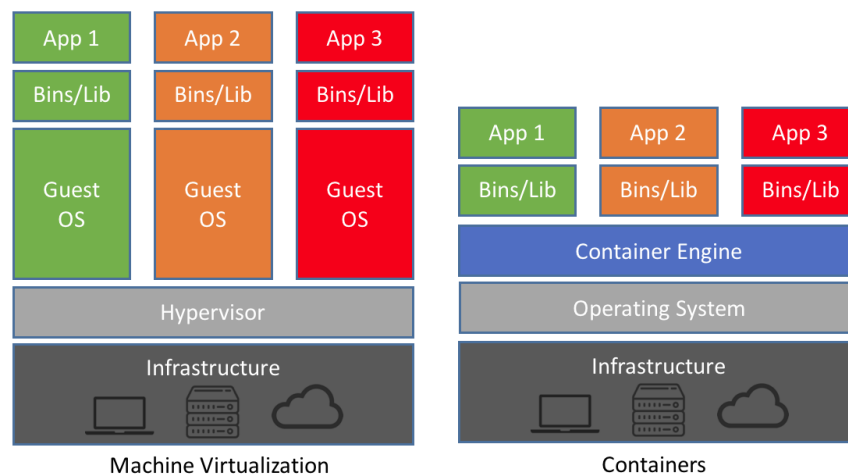 App 1
App 2
App 3
Bins/Lib
Bins/Lib
Bins/Lib
Guest
OS
Guest
OS
Guest
OS
Hypervisor
Infrastructure
Machine Virtualization
App 1
App 2
App 3
Bins/Lib
Bins/Lib
Bins/Lib
Container Engine
Operating System
Infrastructure
Containers